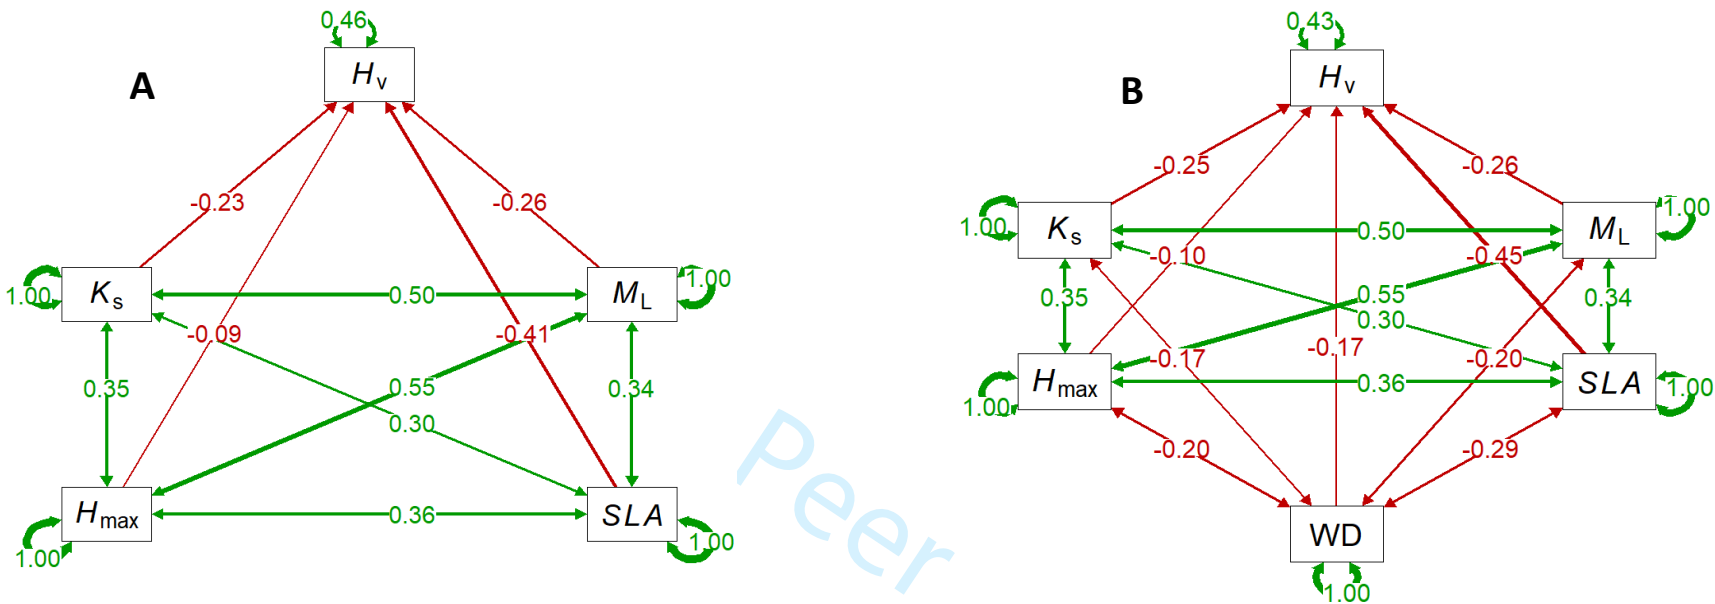 A
0.46
Hv
-0.23
-0.26
1.00
Ks
0.50
ML
1.00
-0.09
-0.41
0.35
0.55
0.34
0.30
Hmax
0.36
SLA
1.00
1.00
Peer
B
0.43
Hv
-0.25
-0.26
1.00
Ks
0.50
ML
1.00
-0.10
-0.45
0.35
0.55
0.34
0.30
-0.17
-0.17
-0.20
Hmax
0.36
SLA
1.00
1.00
-0.20
-0.29
WD
1.00